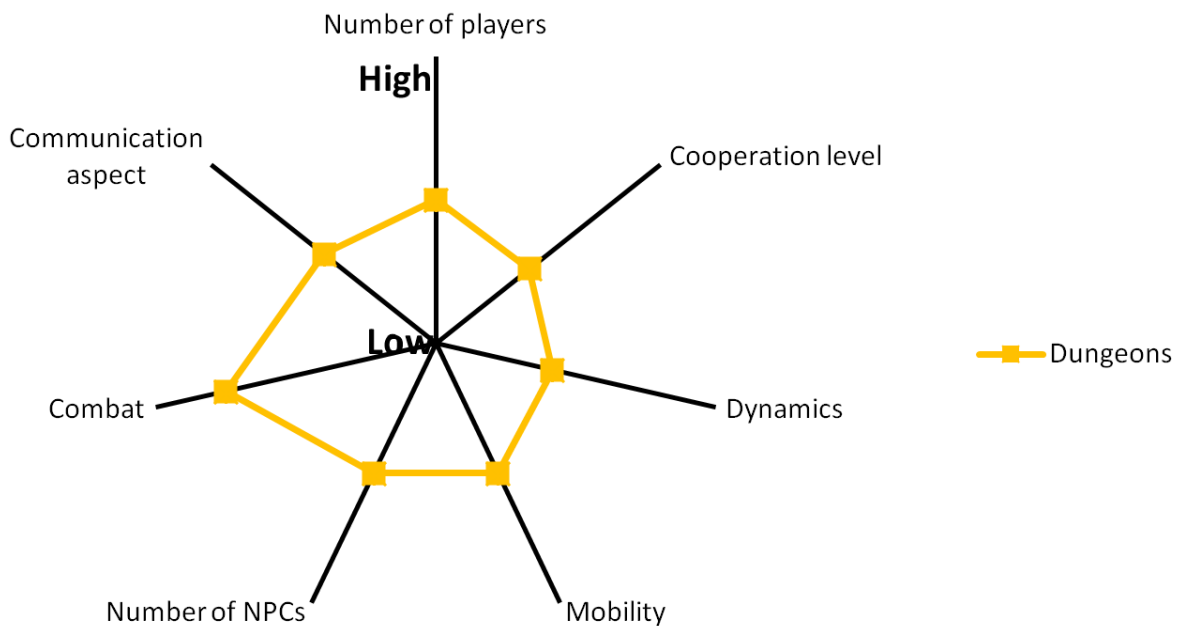 Number of players
High
Communication
aspect
Cooperation level
Low
Combat
Dynamics
Dungeons
Number of NPCs
Mobility